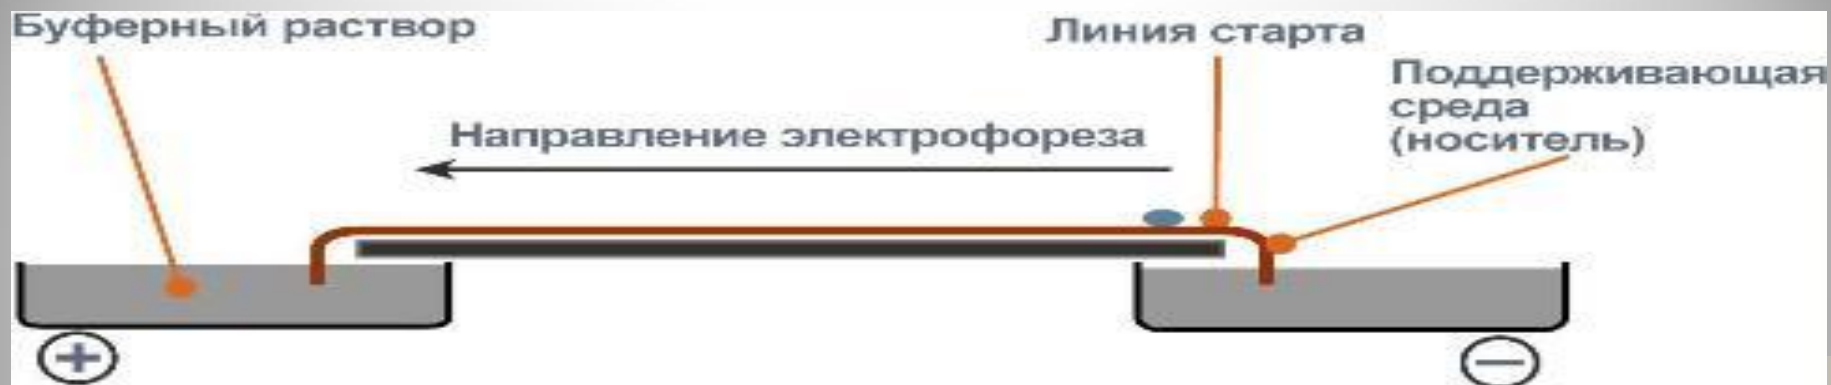 Буферный раствор
Линия старта
Поддерживающая
среда
(носитель)
Направление электрофореза
+
−